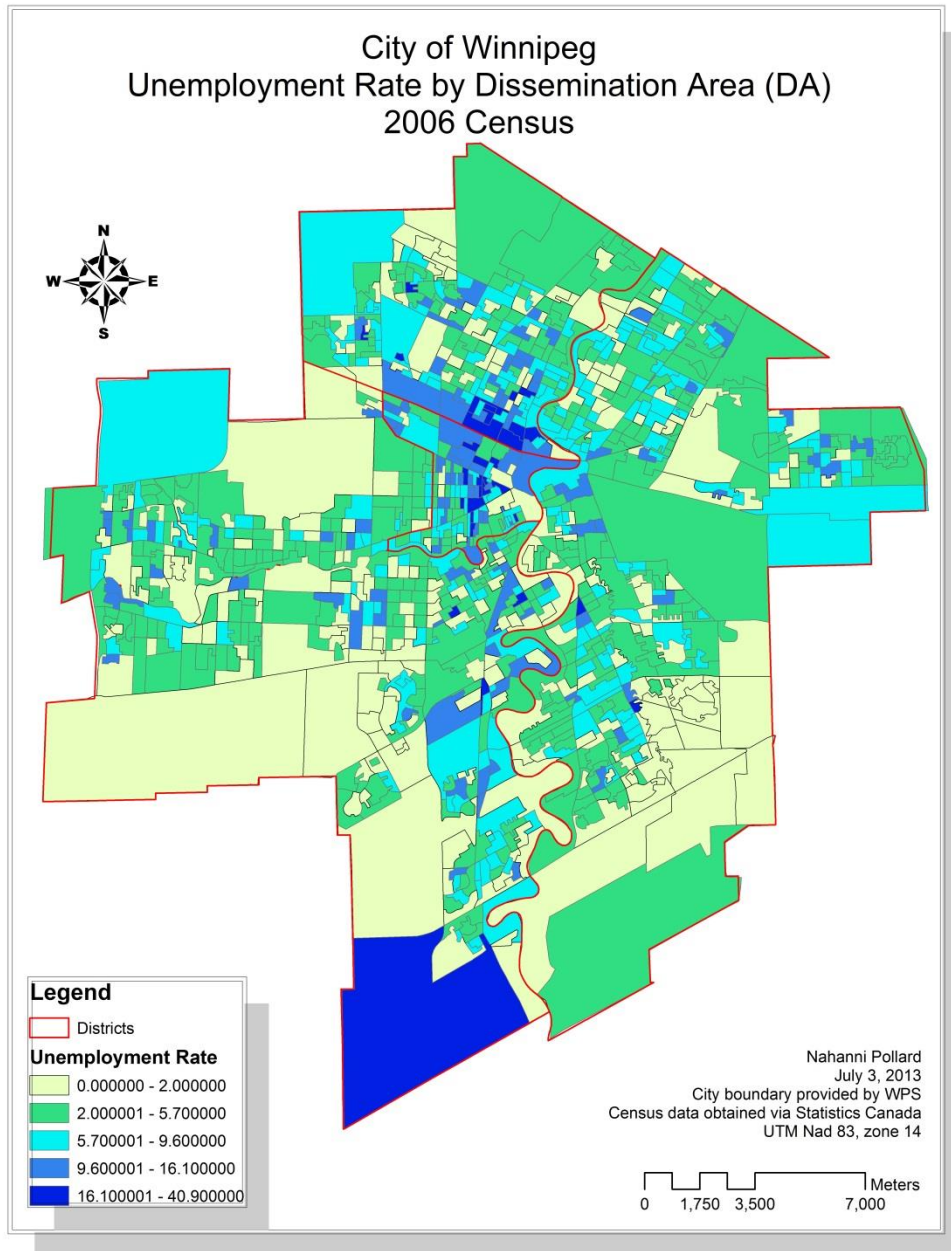 City of Winnipeg
Unemployment Rate by Dissemination Area (DA)
2006 Census
N
W E
S
Legend
Districts
Unemployment Rate
0.000000 - 2.000000
2.000001 - 5.700000
5.700001 - 9.600000
9.600001 - 16.100000
16.100001 - 40.900000
Nahanni Pollard
July 3, 2013
City boundary provided by WPS
Census data obtained via Statistics Canada
UTM Nad 83, zone 14
Meters
0 1,750 3,500 7,000